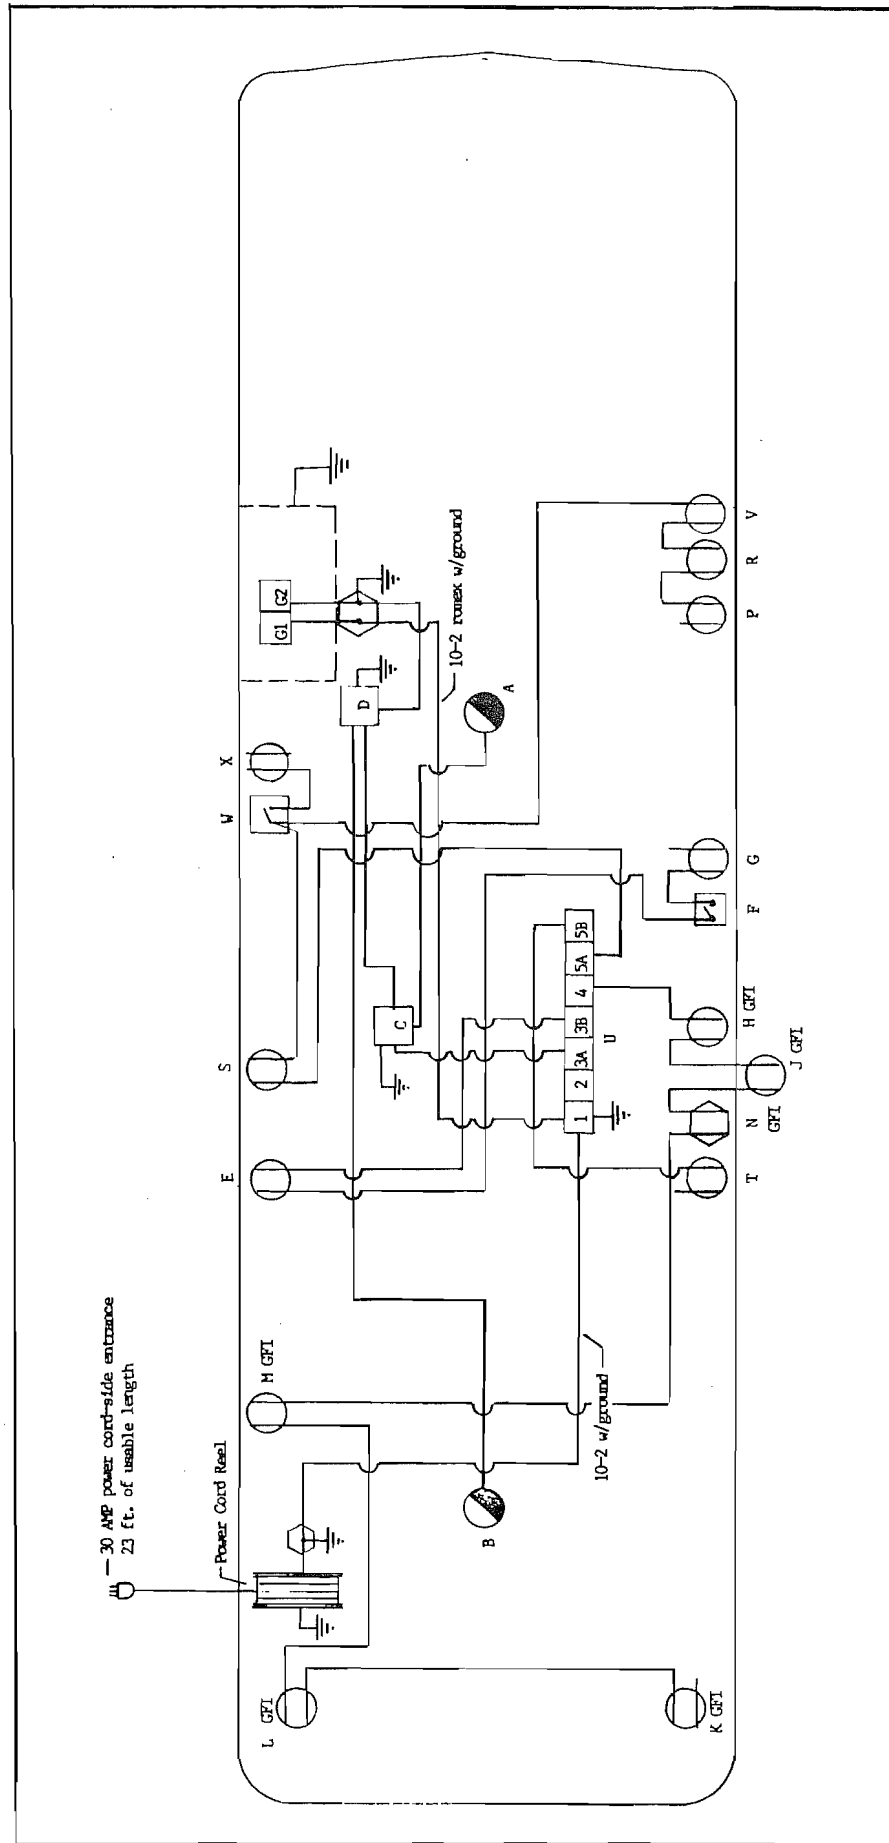 30 AMP power cord-side entrance
23 ft. of usable length
Power Cord Reel
L GFI
M GFI
E
S
W
X
G1
G2
D
C
10-2 romex w/ground
A
B
10-2 w/ground
1
2
3A
3B
4
5A
5B
U
K GFI
T
N
GFI
J GFI
H GFI
F
G
P
R
V